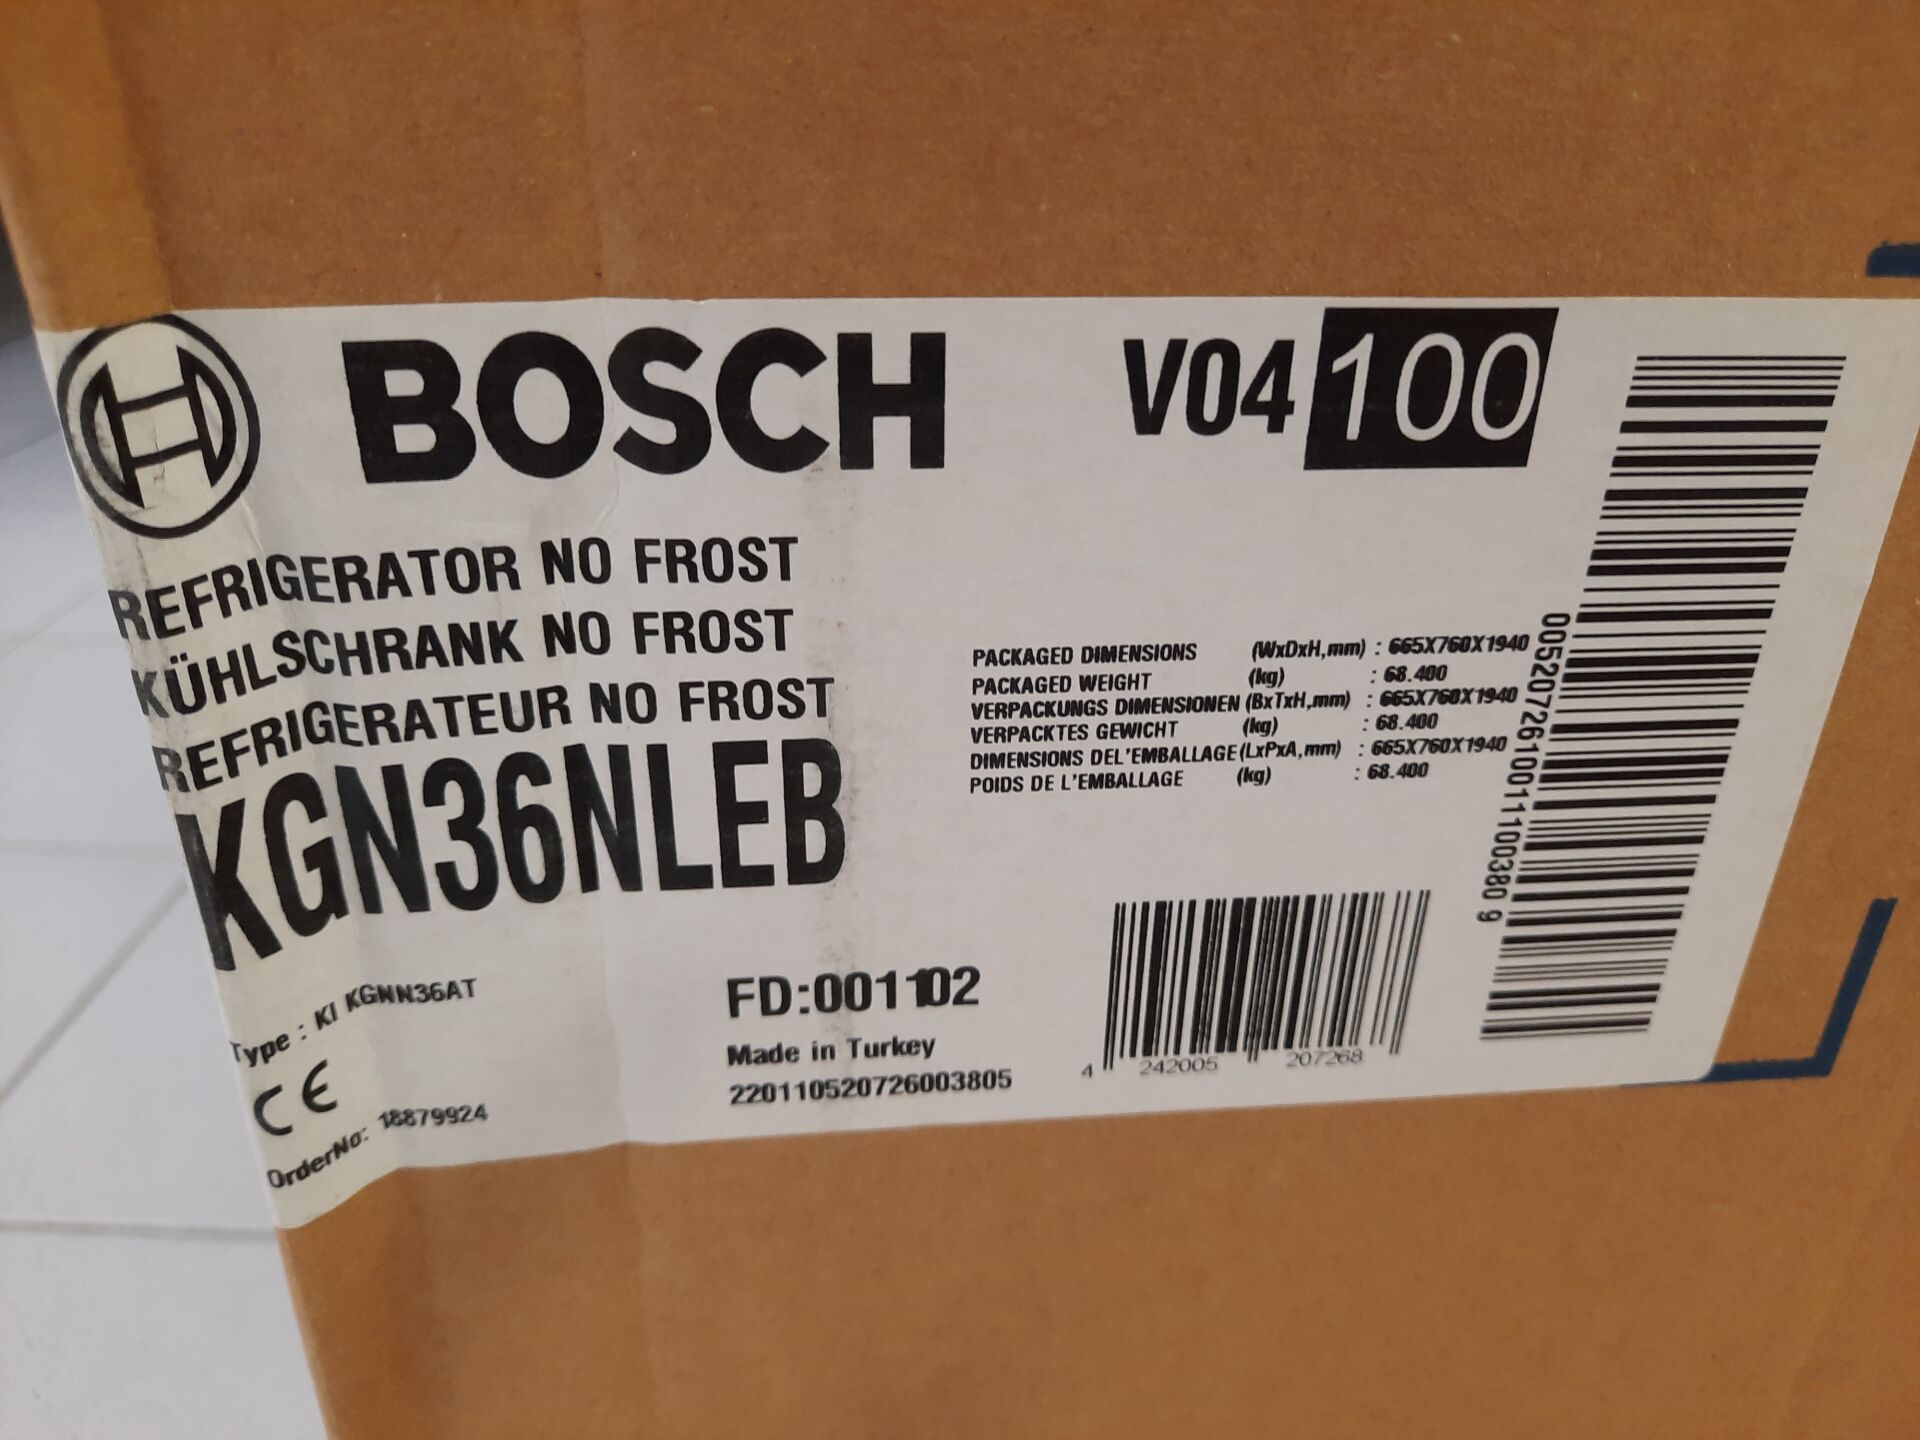 BOSCH
V04 100
REFRIGERATOR NO FROST
KÜHLSCHRANK NO FROST
REFRIGERATEUR NO FROST
KGN36NLEB
PACKAGED DIMENSIONS (WxDxH,mm) : 665X760X1940
PACKAGED WEIGHT (kg) : 68.400
VERPACKUNGS DIMENSIONEN (BxTxH,mm) : 665X760X1940
VERPACKTES GEWICHT (kg) : 68.400
DIMENSIONS DEL'EMBALLAGE (LxPxA,mm) : 665X760X1940
POIDS DE L'EMBALLAGE (kg) : 68.400
Type : KI KGNN36AT
CE
OrderNo: 18879924
FD:001102
Made in Turkey
220110520726003805
4 242005 207268
00520726100111003809